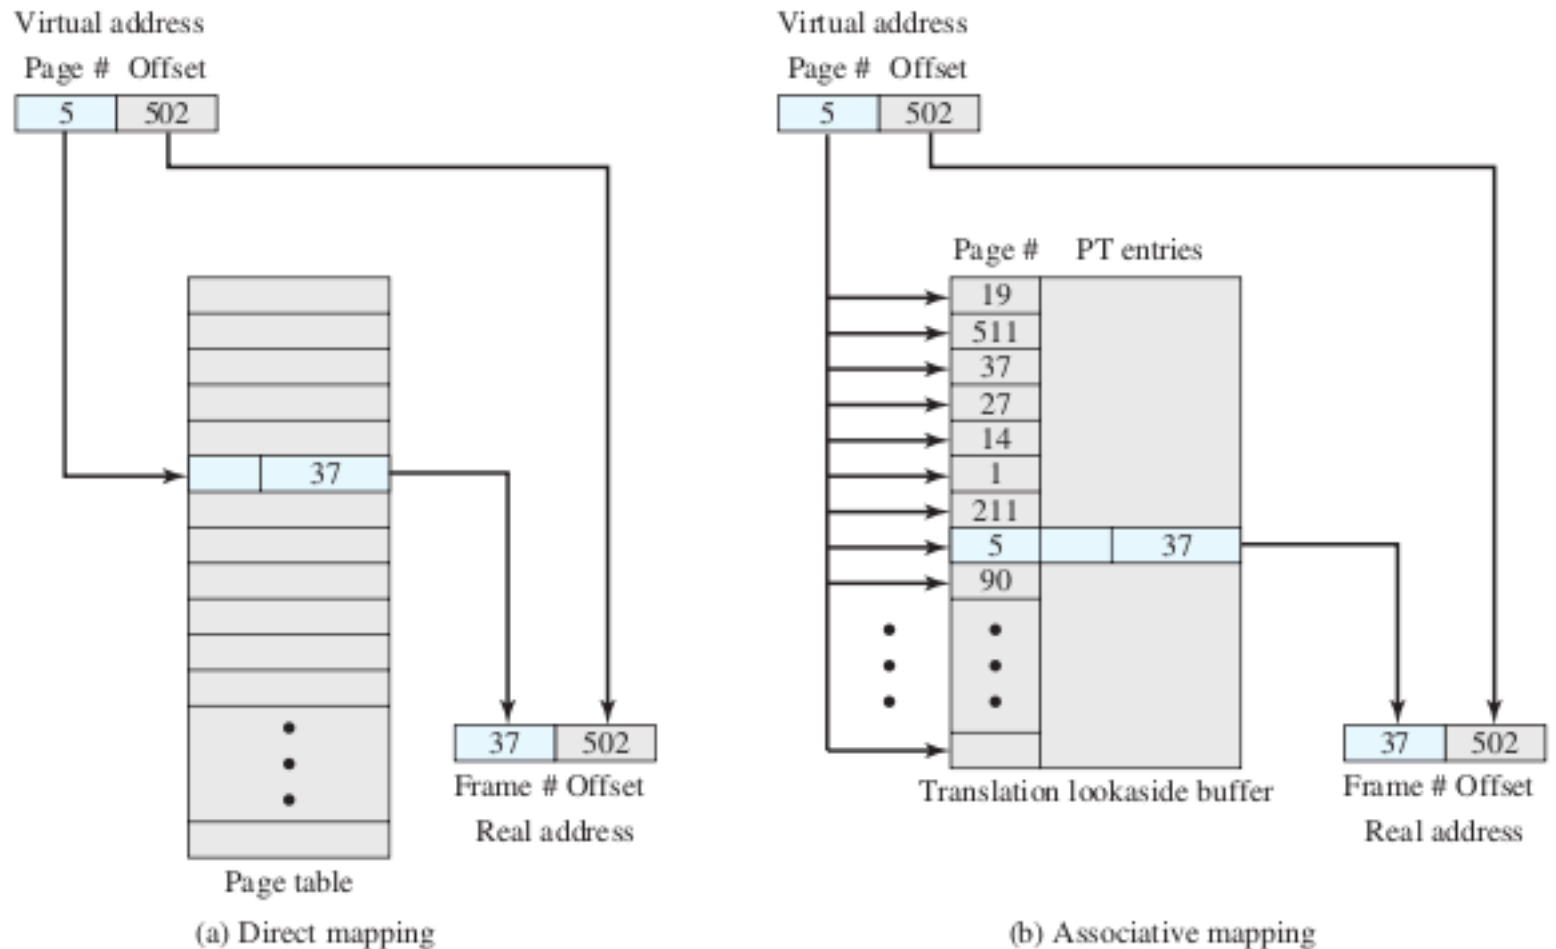 Virtual address
Page # Offset
5 502
37
37 502
Frame # Offset
Real address
Page table
(a) Direct mapping
Virtual address
Page # Offset
5 502
Page # PT entries
19
511
37
27
14
1
211
5 37
90
37 502
Translation lookaside buffer
Frame # Offset
Real address
(b) Associative mapping